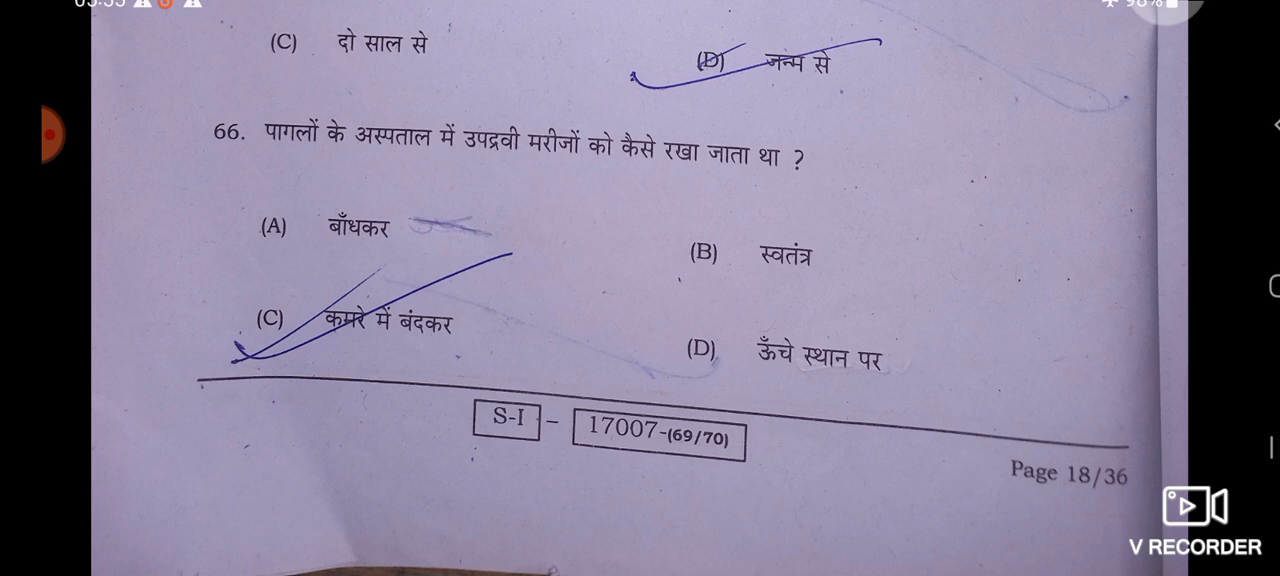 (C) दो साल से
(D) जन्म से
66. पागलों के अस्पताल में उपद्रवी मरीजों को कैसे रखा जाता था ?
(A) बाँधकर
(B) स्वतंत्र
(C) कमरे में बंदकर
(D) ऊँचे स्थान पर
S-I - 17007-(69/70)
Page 18/36
V RECORDER